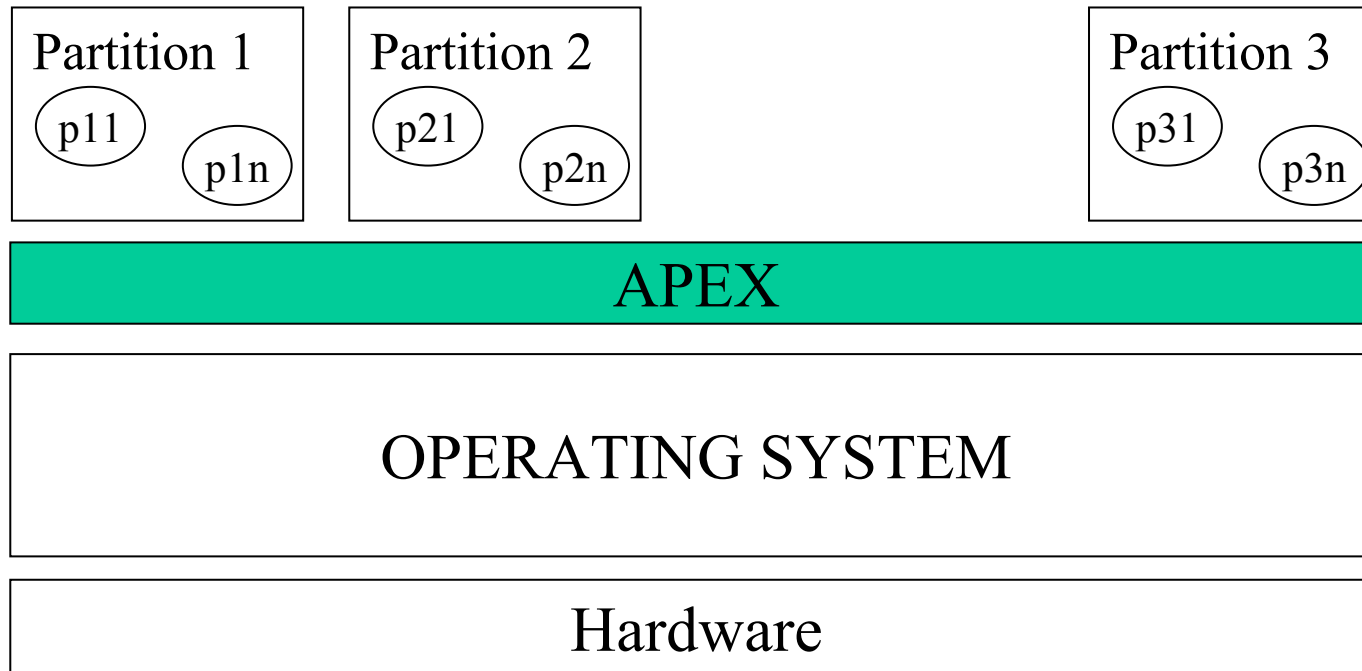 Partition 1
p11
p1n
Partition 2
p21
p2n
Partition 3
p31
p3n
APEX
OPERATING SYSTEM
Hardware